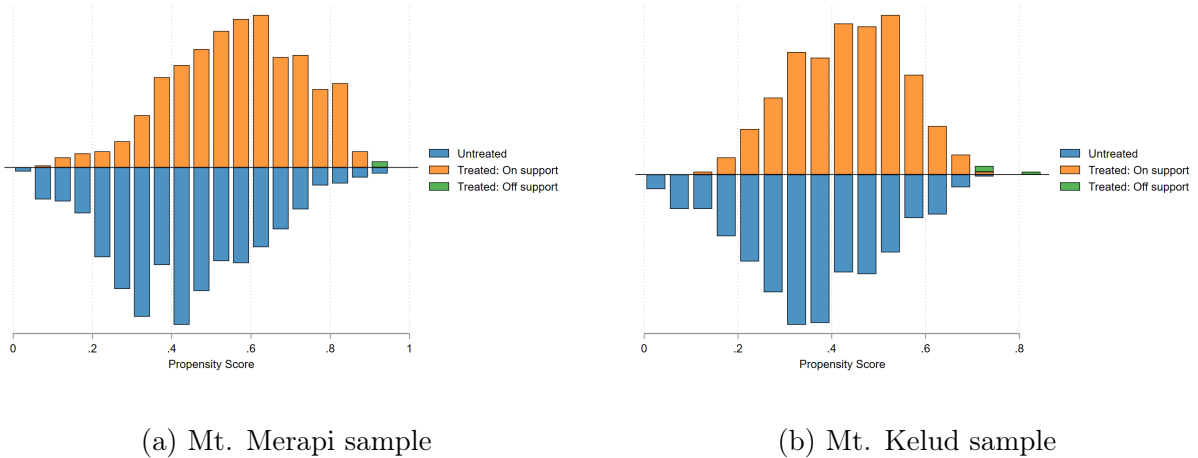 Untreated
Treated: On support
Treated: Off support
0 .2 .4 .6 .8 1
Propensity Score
(a) Mt. Merapi sample
Untreated
Treated: On support
Treated: Off support
0 .2 .4 .6 .8
Propensity Score
(b) Mt. Kelud sample